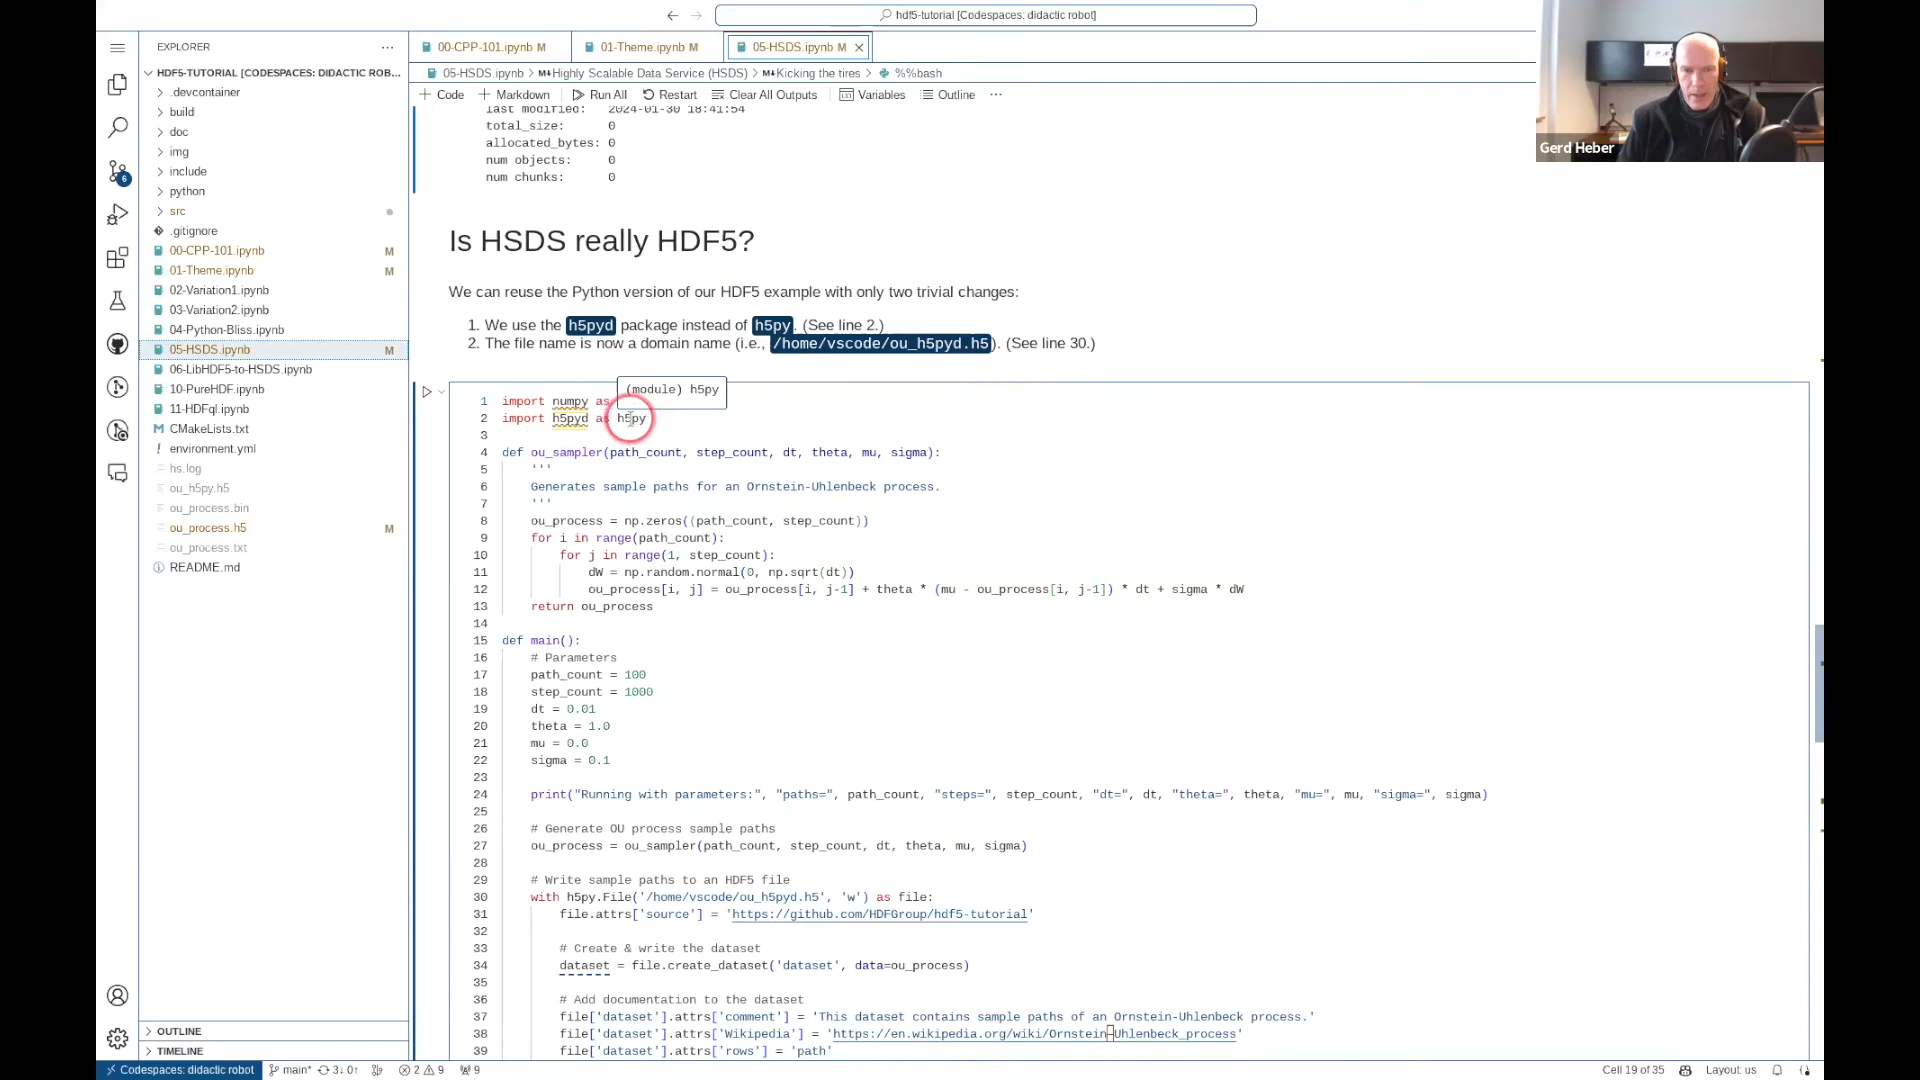 hdf5-tutorial [Codespaces: didactic robot]
Gerd Heber
EXPLORER
HDF5-TUTORIAL [CODESPACES: DIDACTIC ROB...
.devcontainer
build
doc
img
include
python
src
.gitignore
00-CPP-101.ipynb M
01-Theme.ipynb M
02-Variation1.ipynb
03-Variation2.ipynb
04-Python-Bliss.ipynb
05-HSDS.ipynb M
06-LibHDF5-to-HSDS.ipynb
10-PureHDF.ipynb
11-HDFql.ipynb
CMakeLists.txt
environment.yml
hs.log
ou_h5py.h5
ou_process.bin
ou_process.h5 M
ou_process.txt
README.md
OUTLINE
TIMELINE
6
00-CPP-101.ipynb M 01-Theme.ipynb M 05-HSDS.ipynb M
05-HSDS.ipynb > M↓Highly Scalable Data Service (HSDS) > M↓Kicking the tires > %%bash
+ Code + Markdown Run All Restart Clear All Outputs Variables Outline ...
last modified: 2024-01-30 18:41:54
total_size: 0
allocated_bytes: 0
num objects: 0
num chunks: 0
Is HSDS really HDF5?
We can reuse the Python version of our HDF5 example with only two trivial changes:
1. We use the h5pyd package instead of h5py. (See line 2.)
2. The file name is now a domain name (i.e., /home/vscode/ou_h5pyd.h5). (See line 30.)
(module) h5py
1 import numpy as
2 import h5pyd as h5py
3
4 def ou_sampler(path_count, step_count, dt, theta, mu, sigma):
5 '''
6 Generates sample paths for an Ornstein-Uhlenbeck process.
7 '''
8 ou_process = np.zeros((path_count, step_count))
9 for i in range(path_count):
10 for j in range(1, step_count):
11 dW = np.random.normal(0, np.sqrt(dt))
12 ou_process[i, j] = ou_process[i, j-1] + theta * (mu - ou_process[i, j-1]) * dt + sigma * dW
13 return ou_process
14
15 def main():
16 # Parameters
17 path_count = 100
18 step_count = 1000
19 dt = 0.01
20 theta = 1.0
21 mu = 0.0
22 sigma = 0.1
23
24 print("Running with parameters:", "paths=", path_count, "steps=", step_count, "dt=", dt, "theta=", theta, "mu=", mu, "sigma=", sigma)
25
26 # Generate OU process sample paths
27 ou_process = ou_sampler(path_count, step_count, dt, theta, mu, sigma)
28
29 # Write sample paths to an HDF5 file
30 with h5py.File('/home/vscode/ou_h5pyd.h5', 'w') as file:
31 file.attrs['source'] = 'https://github.com/HDFGroup/hdf5-tutorial'
32
33 # Create & write the dataset
34 dataset = file.create_dataset('dataset', data=ou_process)
35
36 # Add documentation to the dataset
37 file['dataset'].attrs['comment'] = 'This dataset contains sample paths of an Ornstein-Uhlenbeck process.'
38 file['dataset'].attrs['Wikipedia'] = 'https://en.wikipedia.org/wiki/Ornstein-Uhlenbeck_process'
39 file['dataset'].attrs['rows'] = 'path'
Codespaces: didactic robot main* 3↓ 0↑ 2 9 9 Cell 19 of 35 Layout: us